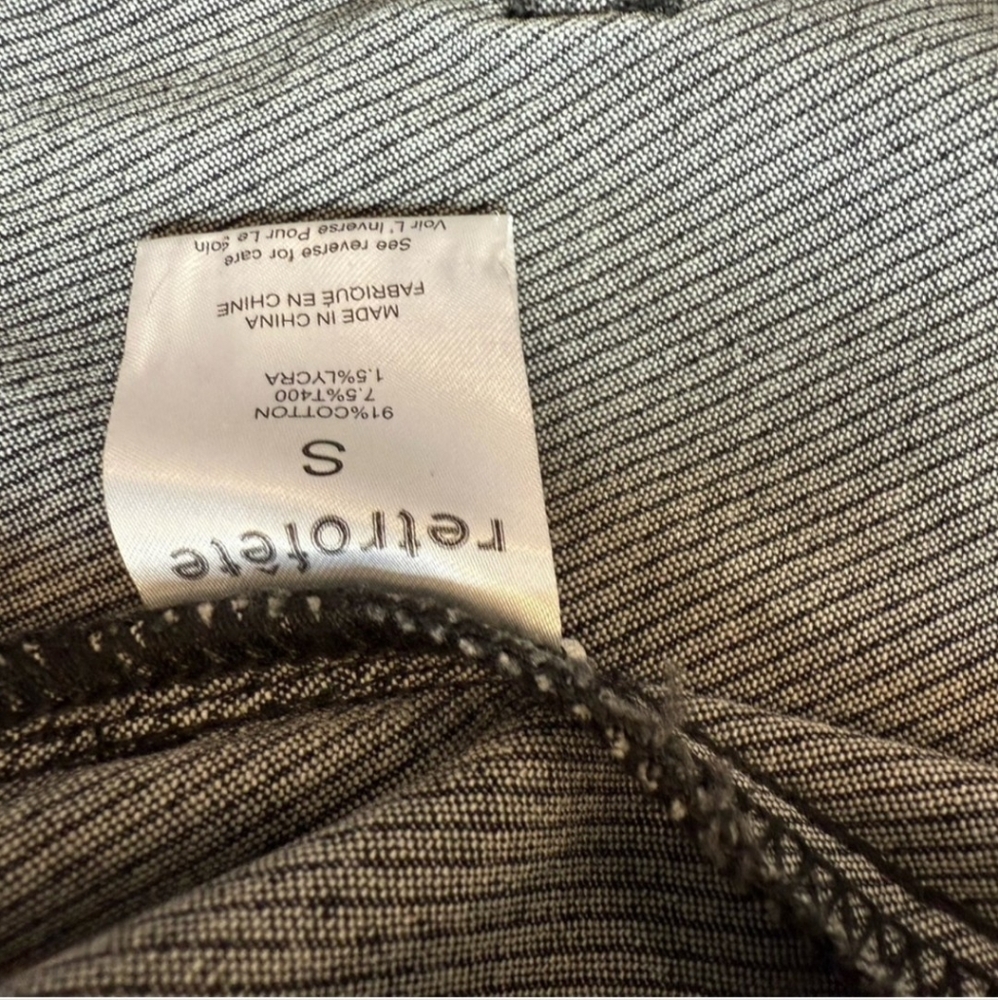 retrofête
S
91%COTTON
7.5%T400
1.5%LYCRA
MADE IN CHINA
FABRIQUÉ EN CHINE
See reverse for care
Voir L' Inverse Pour Le Soin